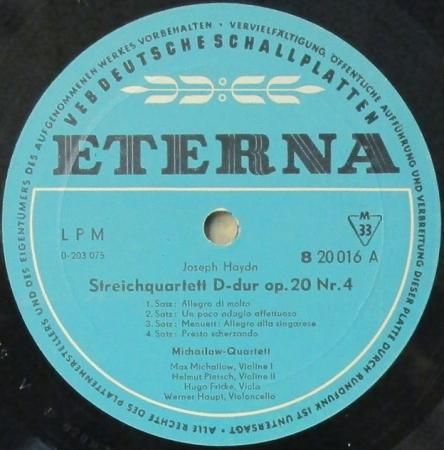 ALLE RECHTE DES PLATTENHERSTELLERS UND DES EIGENTÜMERS DES AUFGENOMMENEN WERKES VORBEHALTEN • VERVIELFÄLTIGUNG, ÖFFENTLICHE AUFFÜHRUNG UND VERBREITUNG DIESER PLATTE DURCH RUNDFUNK IST UNTERSAGT •
VEB DEUTSCHE SCHALLPLATTEN
ETERNA
LPM
0-203 075
M
33
8 20 016 A
Joseph Haydn
Streichquartett D-dur op. 20 Nr. 4
1. Satz: Allegro di molto
2. Satz: Un poco adagio affettuoso
3. Satz: Menuett: Allegro alla singarese
4. Satz: Presto scherzando
Michailow-Quartett
Max Michailow, Violine I
Helmut Pietsch, Violine II
Hugo Fricke, Viola
Werner Haupt, Violoncello